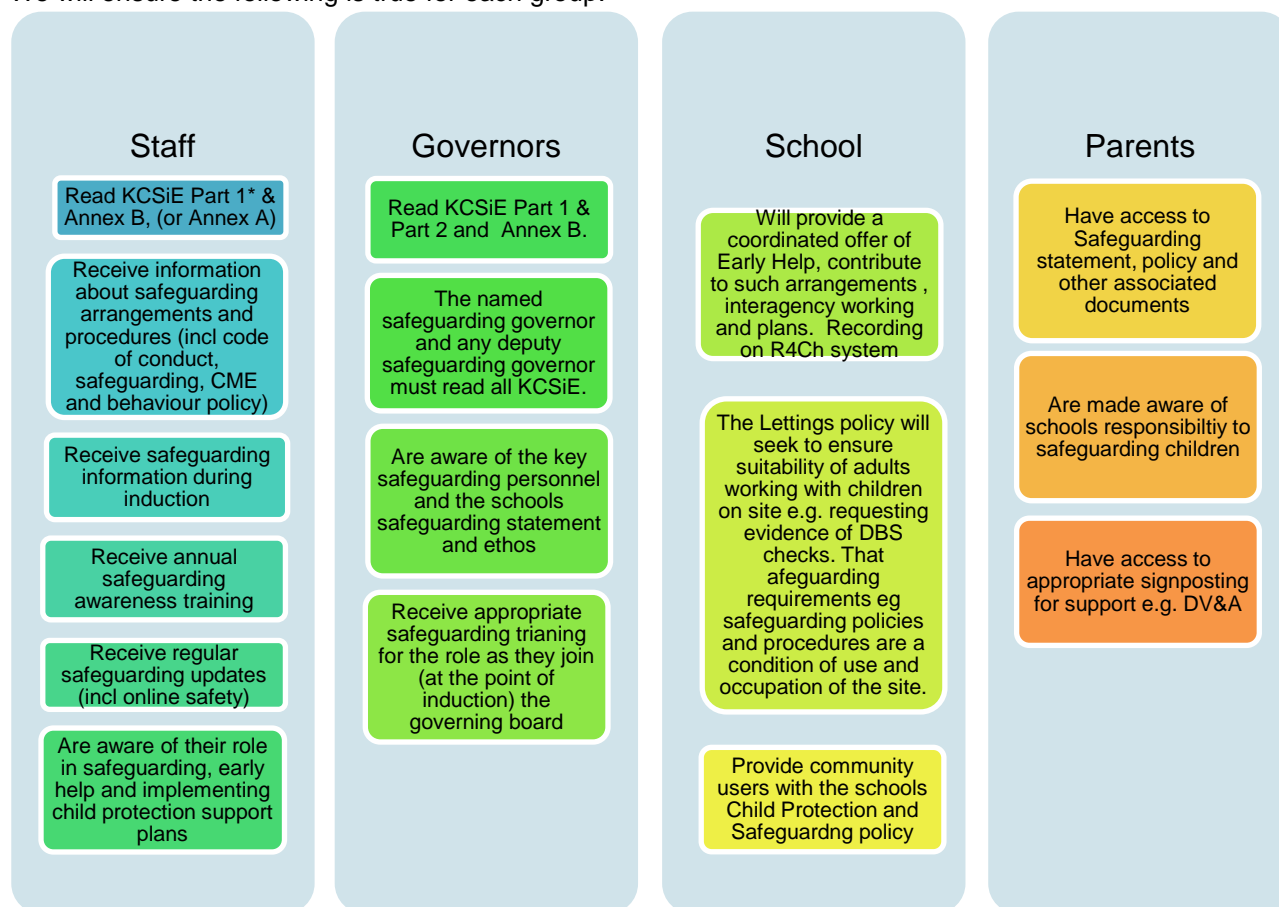 We will ensure the following is true for each group:
Staff
Read KCSiE Part 1* &
Annex B, (or Annex A)
Receive information
about safeguarding
arrangements and
procedures (incl code
of conduct,
safeguarding, CME
and behaviour policy)
Receive safeguarding
information during
induction
Receive annual
safeguarding
awareness training
Receive regular
safeguarding updates
(incl online safety)
Are aware of their role
in safeguarding, early
help and implementing
child protection support
plans
Governors
Read KCSiE Part 1 &
Part 2 and Annex B.
The named
safeguarding governor
and any deputy
safeguarding governor
must read all KCSiE.
Are aware of the key
safeguarding personnel
and the schools
safeguarding statement
and ethos
Receive appropriate
safeguarding trianing
for the role as they join
(at the point of
induction) the
governing board
School
Will provide a
coordinated offer of
Early Help, contribute
to such arrangements ,
interagency working
and plans. Recording
on R4Ch system
The Lettings policy will
seek to ensure
suitability of adults
working with children
on site e.g. requesting
evidence of DBS
checks. That
afeguarding
requirements eg
safeguarding policies
and procedures are a
condition of use and
occupation of the site.
Provide community
users with the schools
Child Protection and
Safeguardng policy
Parents
Have access to
Safeguarding
statement, policy and
other associated
documents
Are made aware of
schools responsibiltiy to
safeguarding children
Have access to
appropriate signposting
for support e.g. DV&A